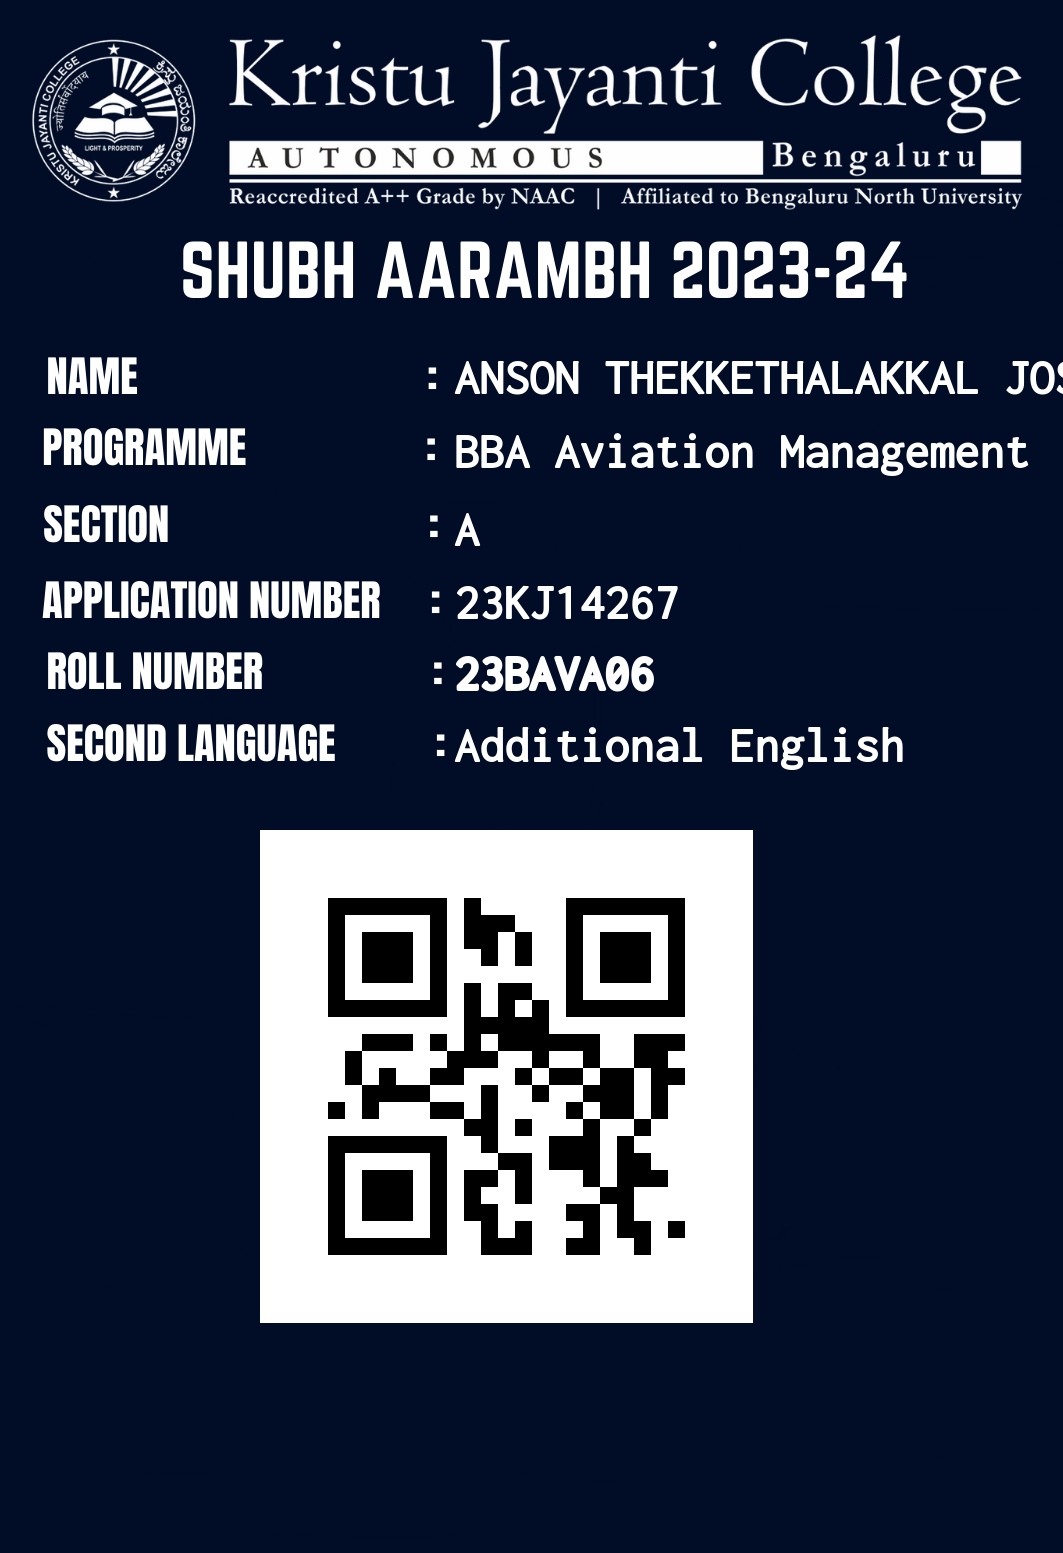 Kristu Jayanti College
AUTONOMOUS Bengaluru
Reaccredited A++ Grade by NAAC | Affiliated to Bengaluru North University
KRISTU JAYANTI COLLEGE
LIGHT & PROSPERITY
SHUBH AARAMBH 2023-24
NAME : ANSON THEKKETHALAKKAL JOS
PROGRAMME : BBA Aviation Management
SECTION : A
APPLICATION NUMBER : 23KJ14267
ROLL NUMBER : 23BAVA06
SECOND LANGUAGE : Additional English